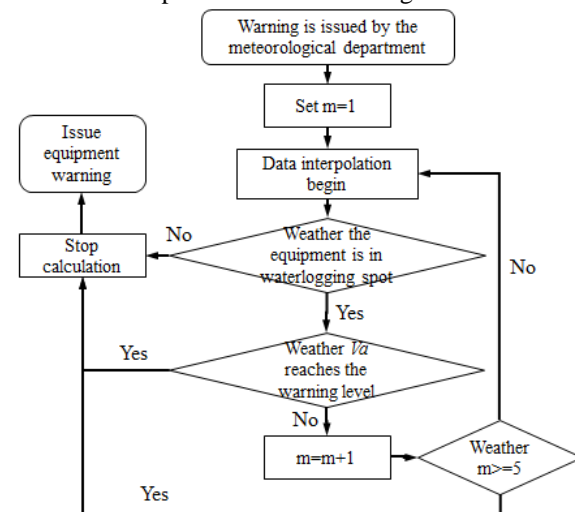 Warning is issued by the
meteorological department
Set m=1
Issue
equipment
warning
Data interpolation
begin
No
Weather the
equipment is in
waterlogging spot
Stop
calculation
No
Yes
Yes
Weather Va
reaches the
warning level
No
m=m+1
Weather
m>=5
Yes